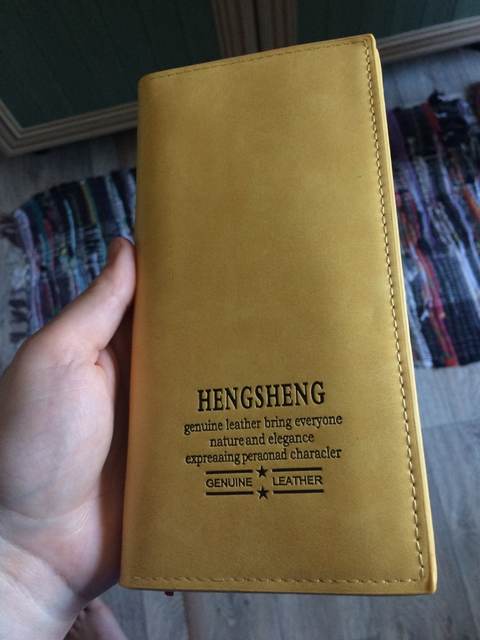 HENGSHENG
genuine leather bring everyone
nature and elegance
expreaaing peraonad characler
GENUINE ★ LEATHER